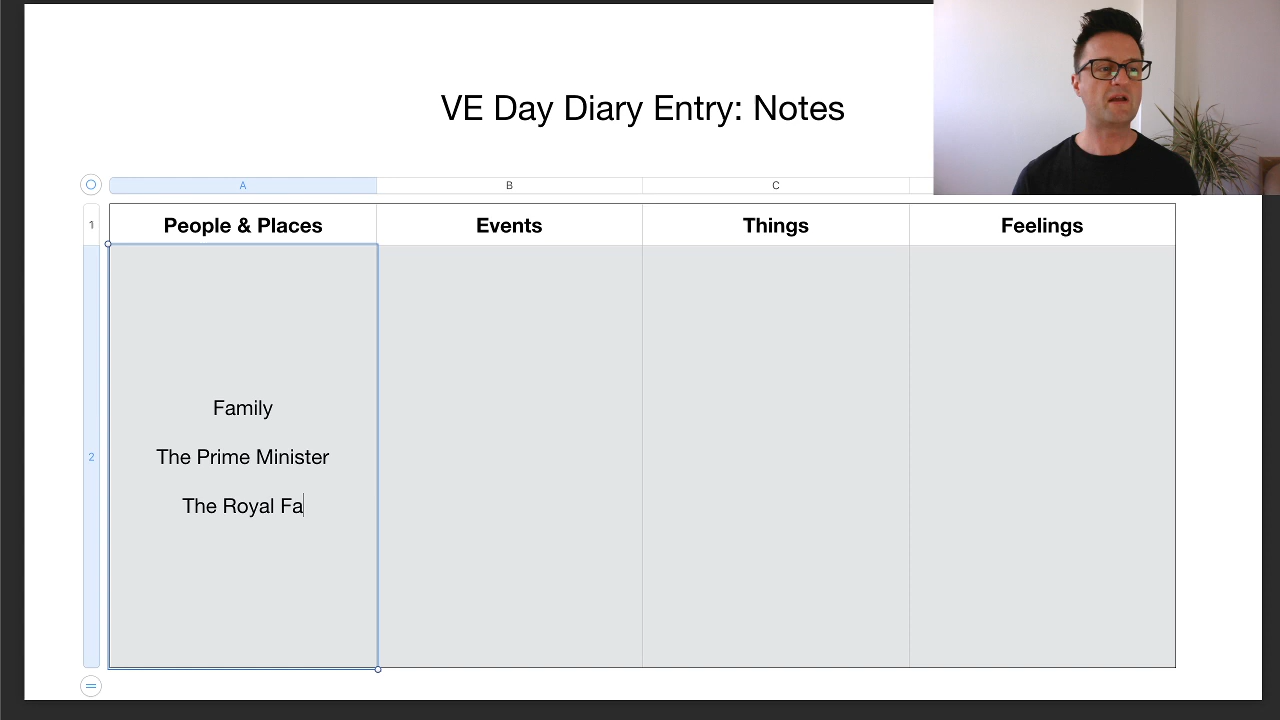 VE Day Diary Entry: Notes
A B C
1 People & Places Events Things Feelings
2
Family
The Prime Minister
The Royal Fa